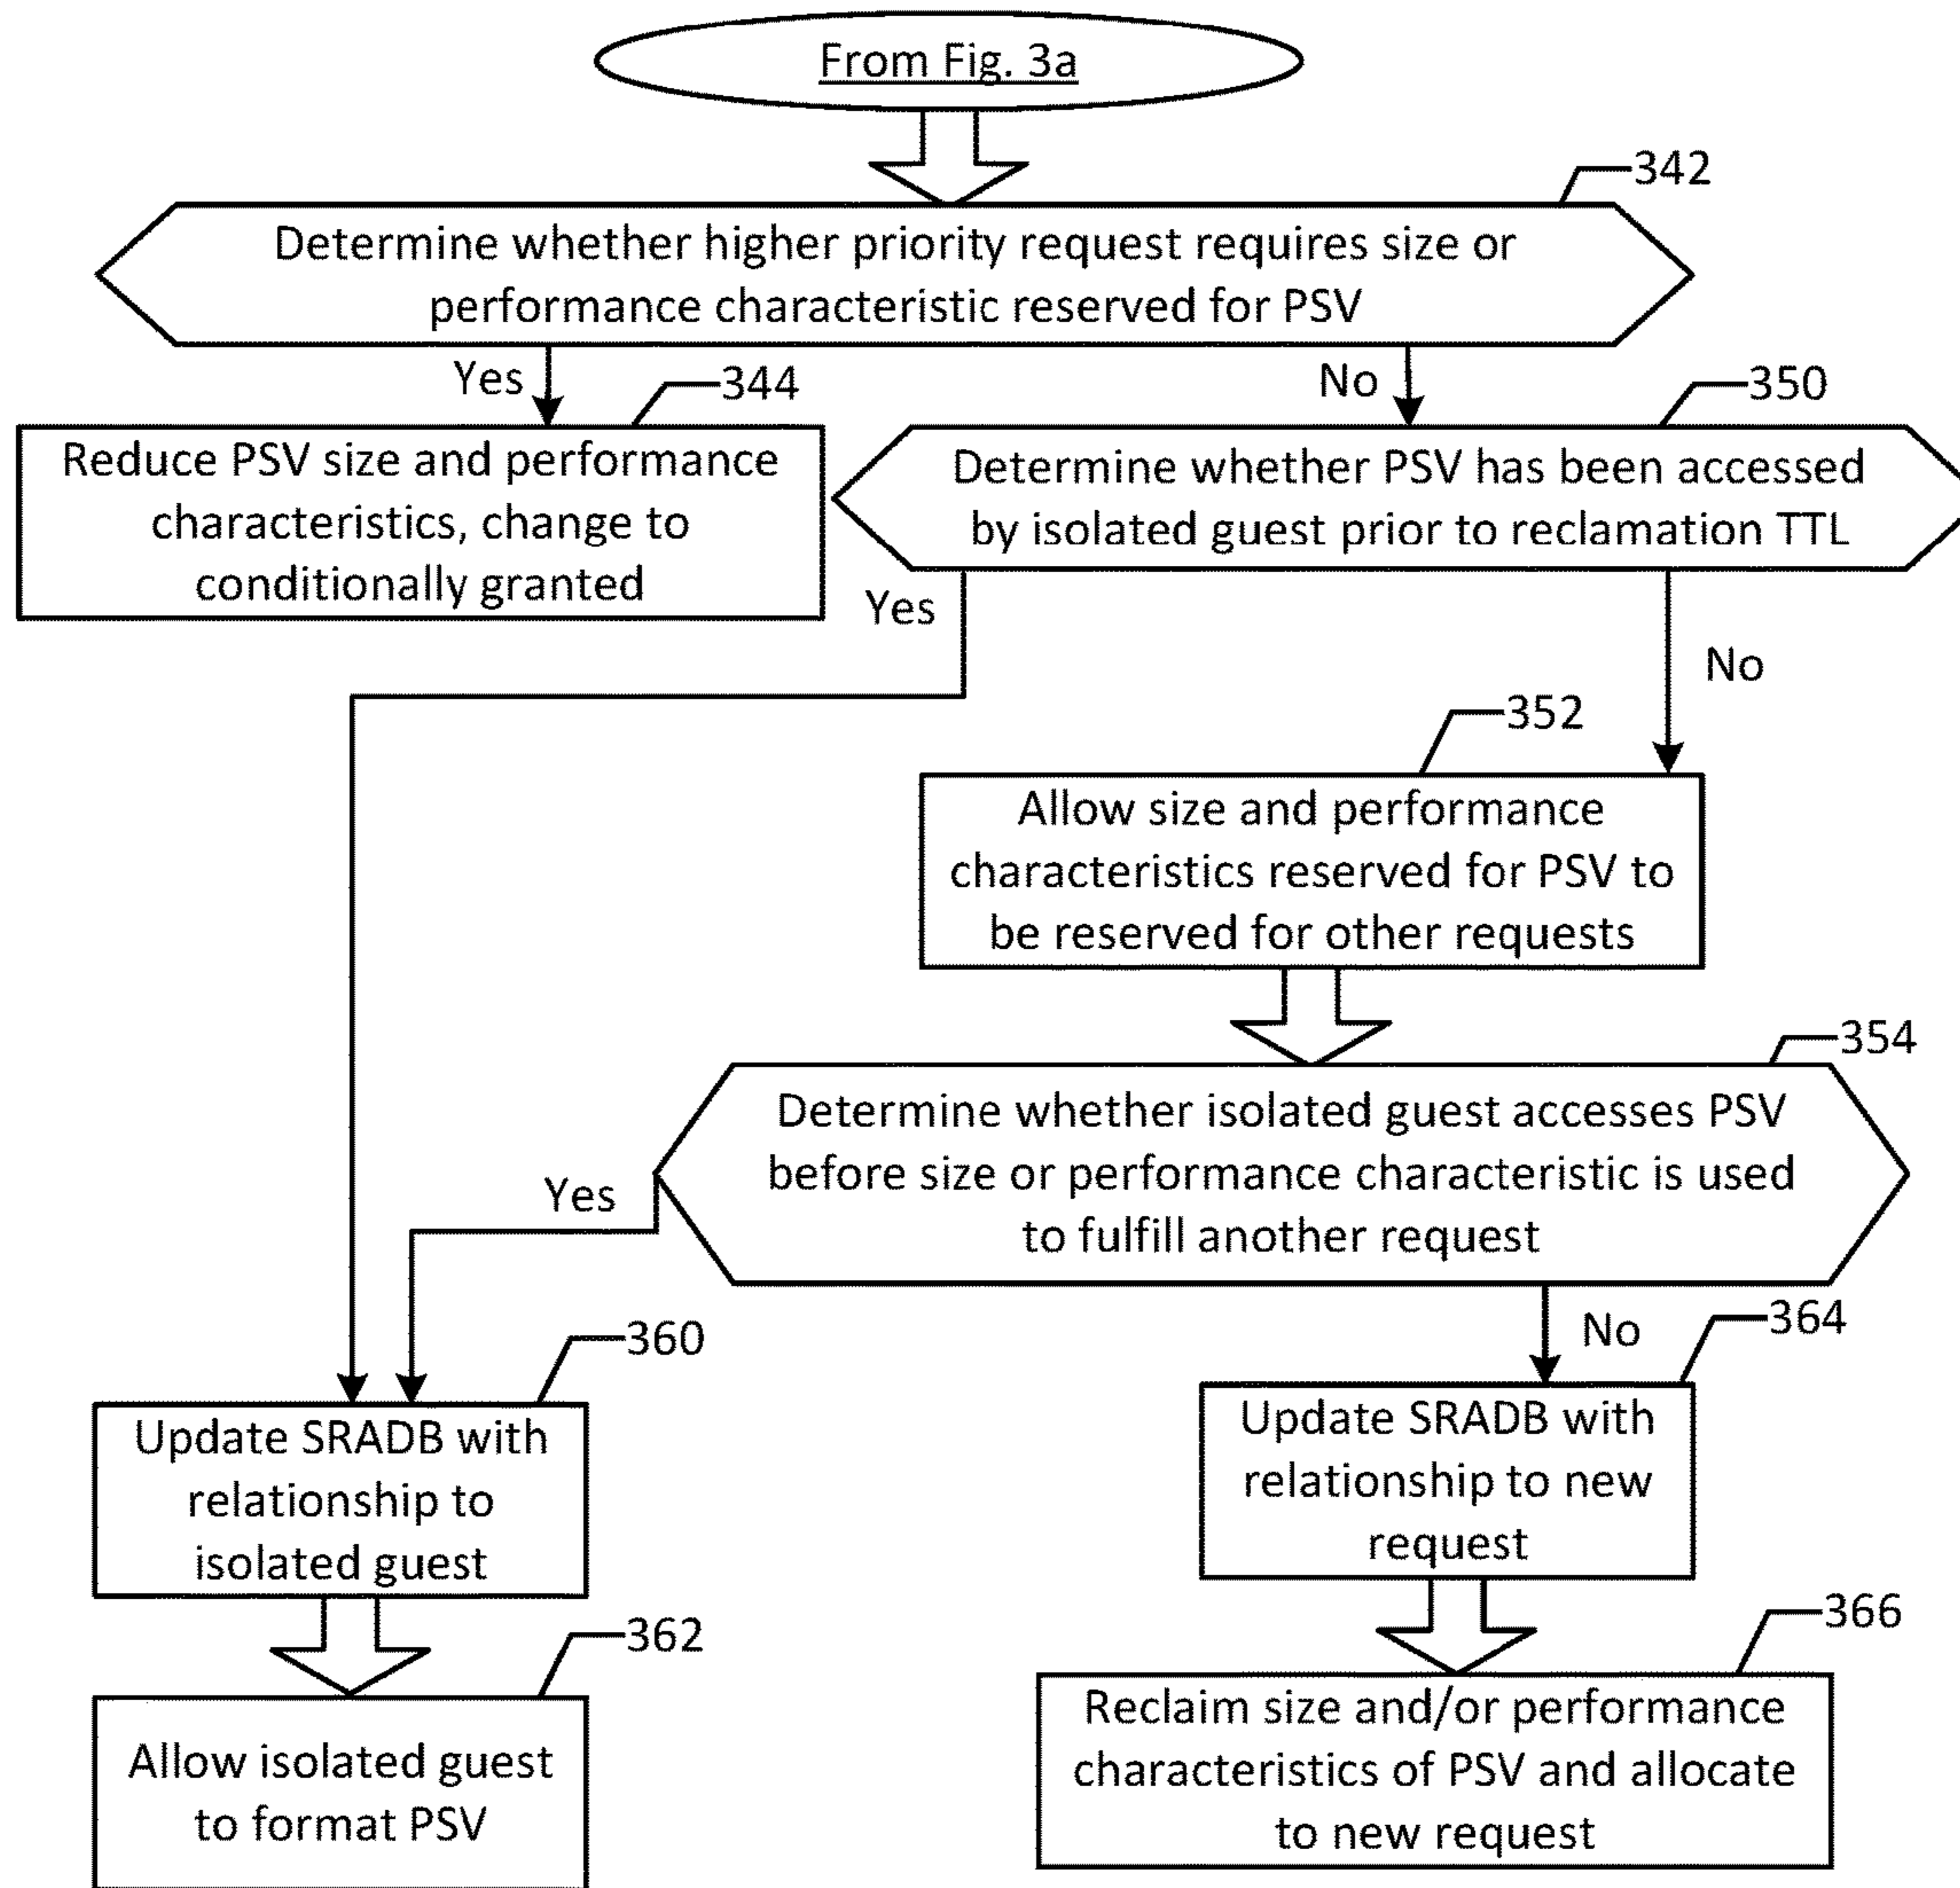 From Fig. 3a
342
Determine whether higher priority request requires size or
performance characteristic reserved for PSV
Yes
344
No
350
Reduce PSV size and performance
characteristics, change to
conditionally granted
Determine whether PSV has been accessed
by isolated guest prior to reclamation TTL
Yes
No
352
Allow size and performance
characteristics reserved for PSV to
be reserved for other requests
354
Determine whether isolated guest accesses PSV
before size or performance characteristic is used
to fulfill another request
Yes
No
360
Update SRADB with
relationship to
isolated guest
364
Update SRADB with
relationship to new
request
362
Allow isolated guest
to format PSV
366
Reclaim size and/or performance
characteristics of PSV and allocate
to new request